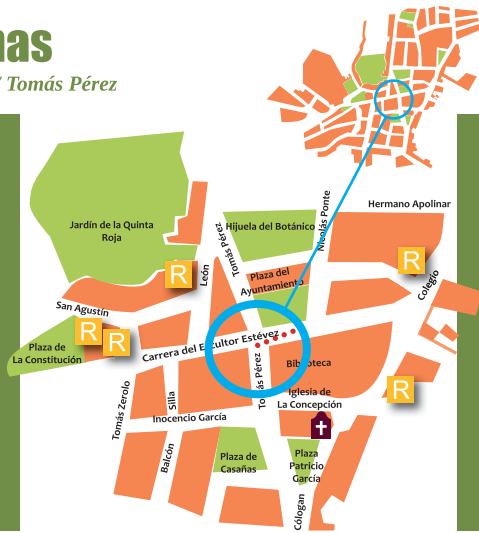 nas
/ Tomás Pérez
Hermano Apolinar
Nicolás Ponte
Jardín de la Quinta
Roja
Hijuela del Botánico
Tomás Pérez
León
Plaza del
Ayuntamiento
R
R
Colegio
San Agustín
R
R
Plaza de
La Constitución
Carrera del Escultor Estévez
Tomás Pérez
Biblioteca
R
Iglesia de
La Concepción
Tomás Zerolo
Silla
Inocencio García
Balcón
Plaza de
Casañas
Plaza
Patricio
García
Cólogan